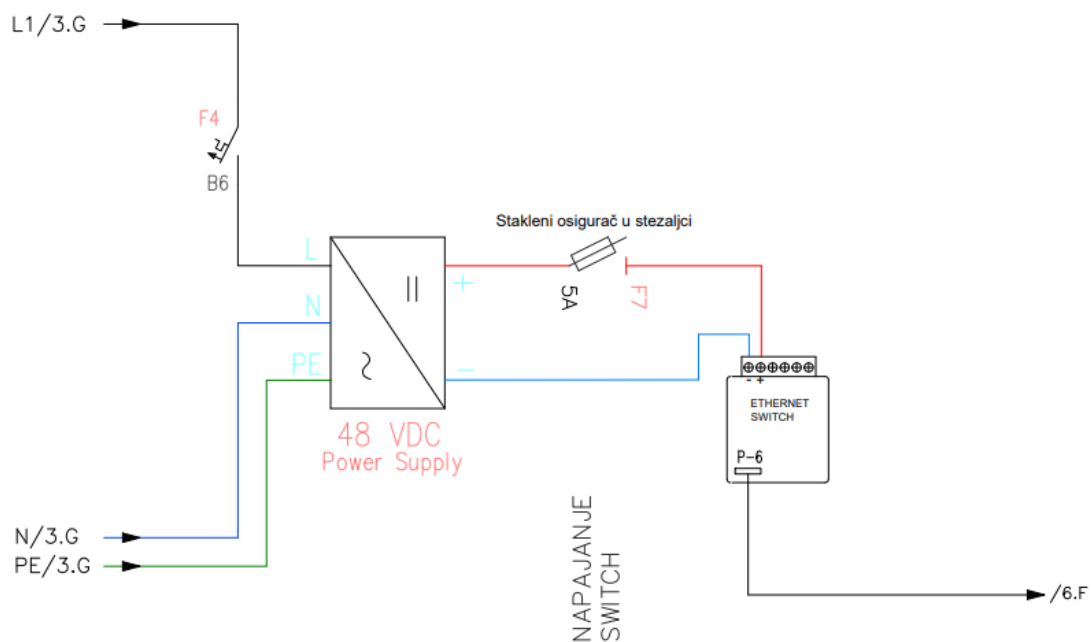 L1/3.G
F4
B6
Stakleni osigurač u stezaljci
L
+
5A
F7
N
PE
-
- +
ETHERNET
SWITCH
48 VDC
Power Supply
P-6
NAPAJANJE
SWITCH
N/3.G
PE/3.G
/6.F